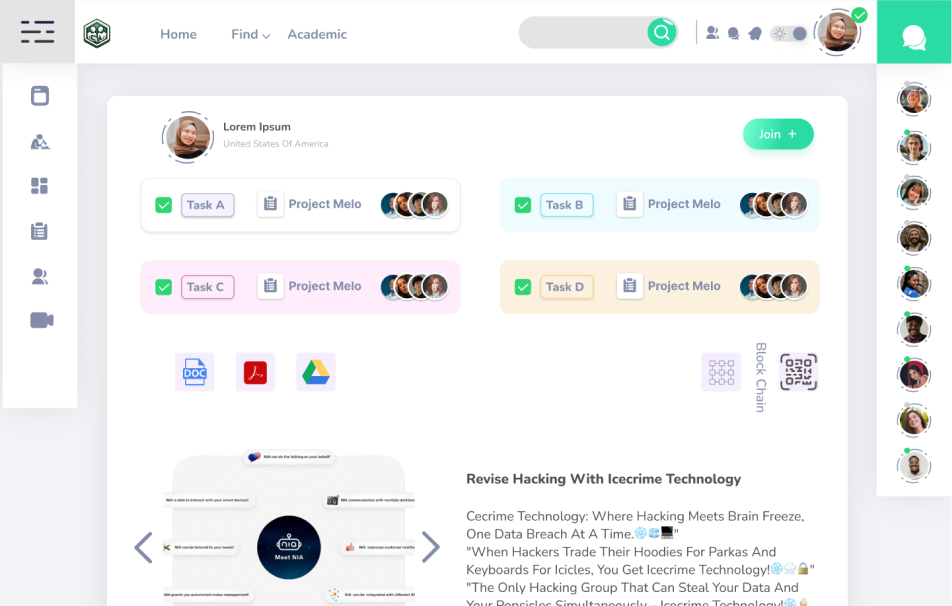 Home
Find
Academic
Lorem Ipsum
United States Of America
Join +
Task A
Project Melo
Task B
Project Melo
Task C
Project Melo
Task D
Project Melo
DOC
Block Chain
NIA can do the talking on your behalf!
NIA is able to interact with your smart devices!
NIA communicates with multiple
NIA can be tailored to your needs!
NIA
Meet NIA
NIA improves customer
NIA grants you automated review management!
NIA can be integrated with different
Revise Hacking With Icecrime Technology
Cecrime Technology: Where Hacking Meets Brain Freeze,
One Data Breach At A Time.❄️🧊💻"
"When Hackers Trade Their Hoodies For Parkas And
Keyboards For Icicles, You Get Icecrime Technology!❄️🌨️🔒"
"The Only Hacking Group That Can Steal Your Data And
Your Popsicles Simultaneously – Icecrime Technology!❄️🍦